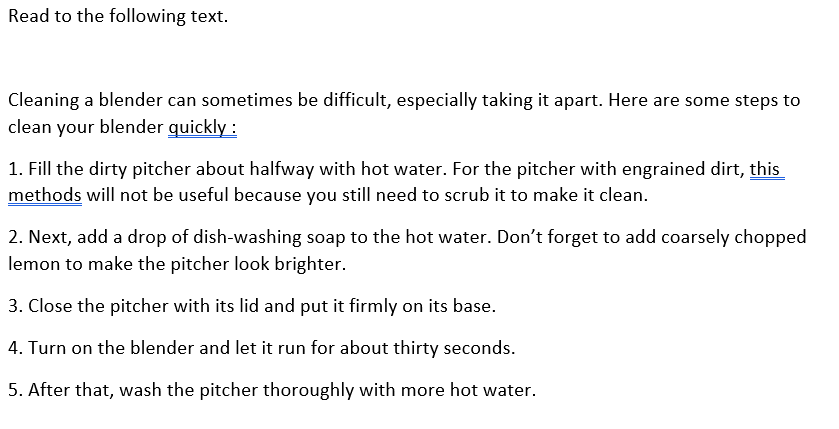 Read to the following text.
Cleaning a blender can sometimes be difficult, especially taking it apart. Here are some steps to
clean your blender quickly :
1. Fill the dirty pitcher about halfway with hot water. For the pitcher with engrained dirt, this
methods will not be useful because you still need to scrub it to make it clean.
2. Next, add a drop of dish-washing soap to the hot water. Don’t forget to add coarsely chopped
lemon to make the pitcher look brighter.
3. Close the pitcher with its lid and put it firmly on its base.
4. Turn on the blender and let it run for about thirty seconds.
5. After that, wash the pitcher thoroughly with more hot water.